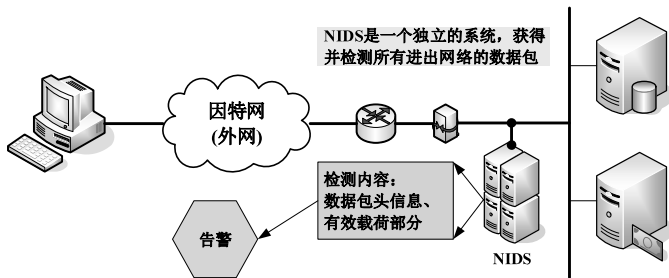 NIDS是一个独立的系统，获得
并检测所有进出网络的数据包
因特网
(外网)
检测内容：
数据包头信息、
有效载荷部分
告警
NIDS